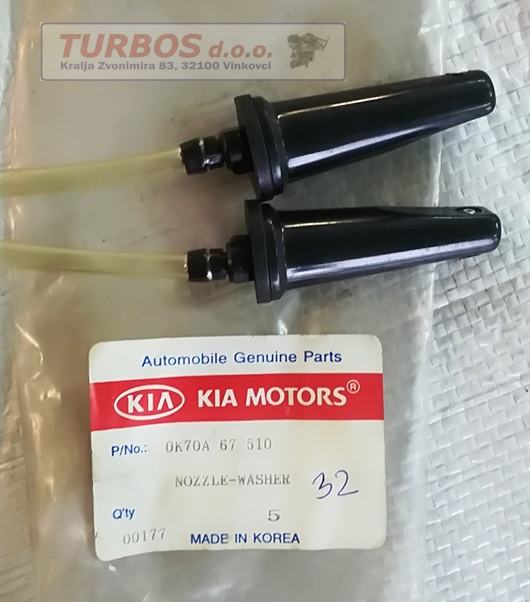 TURBOS d.o.o.
Kralja Zvonimira 83, 32100 Vinkovci
Automobile Genuine Parts
KIA KIA MOTORS®
P/No.: 0K70A 67 510
NOZZLE-WASHER 32
Q'ty 5
00177 MADE IN KOREA